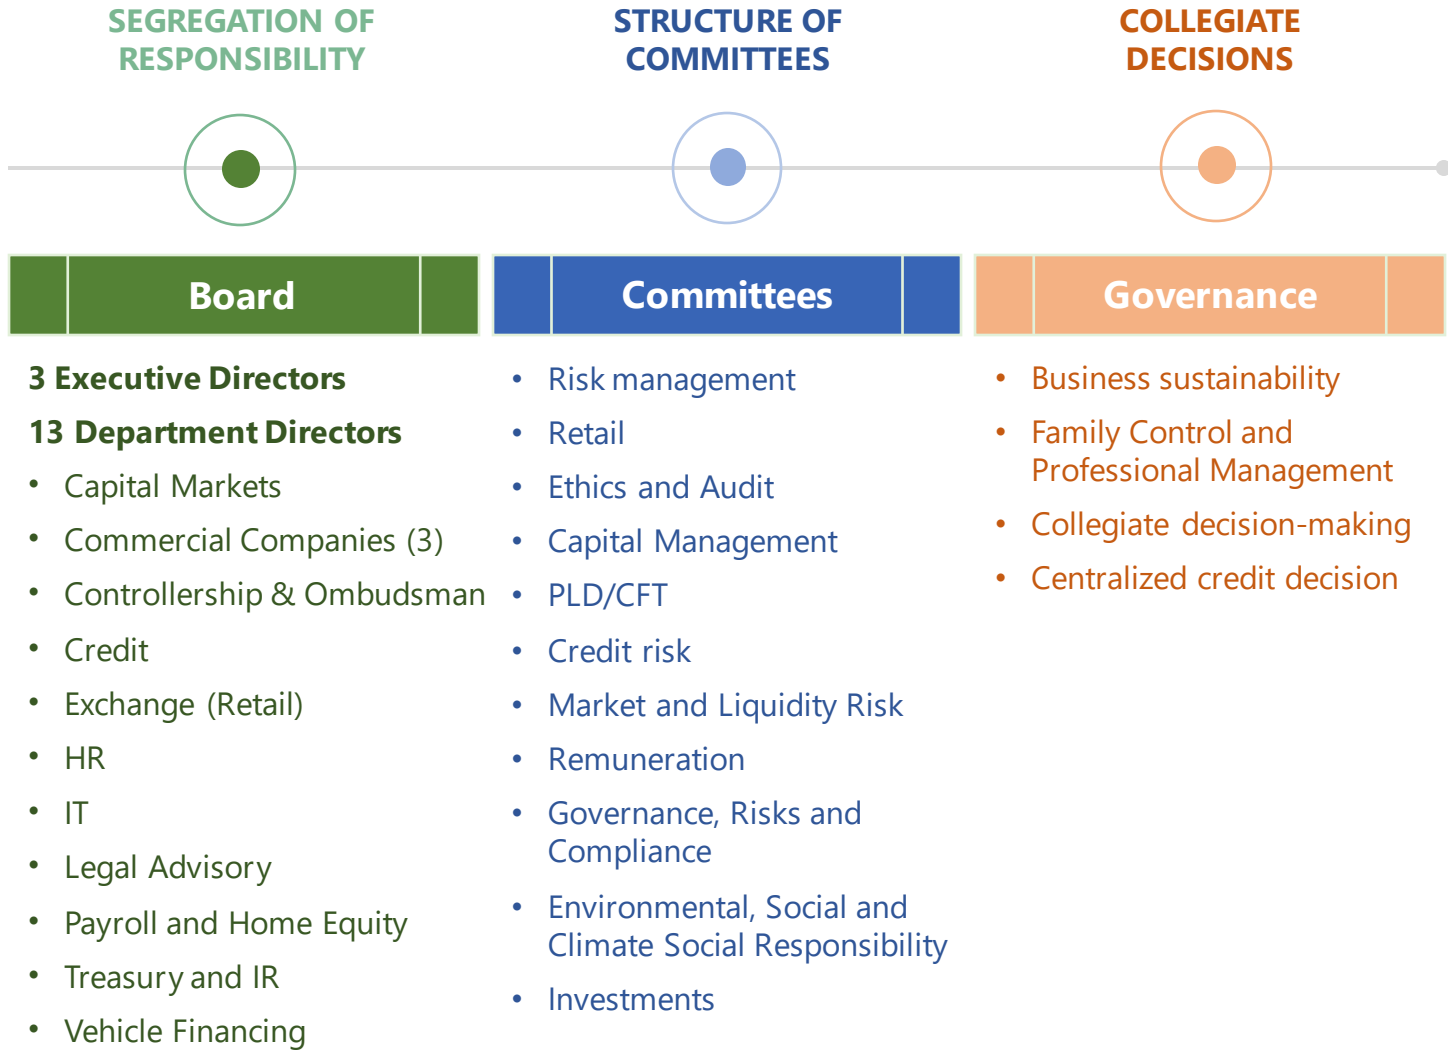 SEGREGATION OF
RESPONSIBILITY
STRUCTURE OF
COMMITTEES
COLLEGIATE
DECISIONS
Board
3 Executive Directors
13 Department Directors
• Capital Markets
• Commercial Companies (3)
• Controllership & Ombudsman
• Credit
• Exchange (Retail)
• HR
• IT
• Legal Advisory
• Payroll and Home Equity
• Treasury and IR
• Vehicle Financing
Committees
• Risk management
• Retail
• Ethics and Audit
• Capital Management
• PLD/CFT
• Credit risk
• Market and Liquidity Risk
• Remuneration
• Governance, Risks and
Compliance
• Environmental, Social and
Climate Social Responsibility
• Investments
Governance
• Business sustainability
• Family Control and
Professional Management
• Collegiate decision-making
• Centralized credit decision